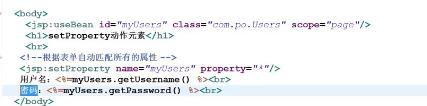 <body>
<jsp:useBean id="myUsers" class="com.po.Users" scope="page"/>
<h1>setProperty动作元素</h1>
<hr>
<!--根据表单自动匹配所有的属性 -->
<jsp:setProperty name="myUsers" property="*"/>
用户名：<%=myUsers.getUsername() %><br>
密码：<%=myUsers.getPassword() %><br>
</body>